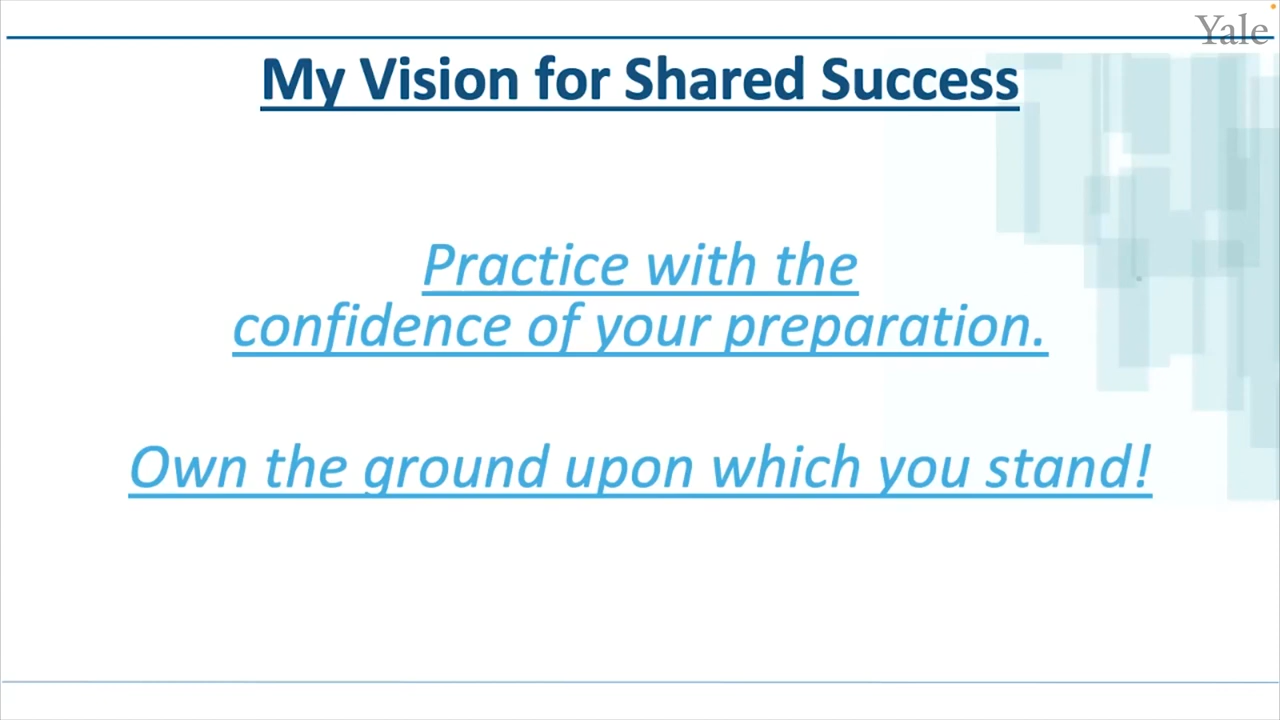 Yale
My Vision for Shared Success
Practice with the
confidence of your preparation.
Own the ground upon which you stand!